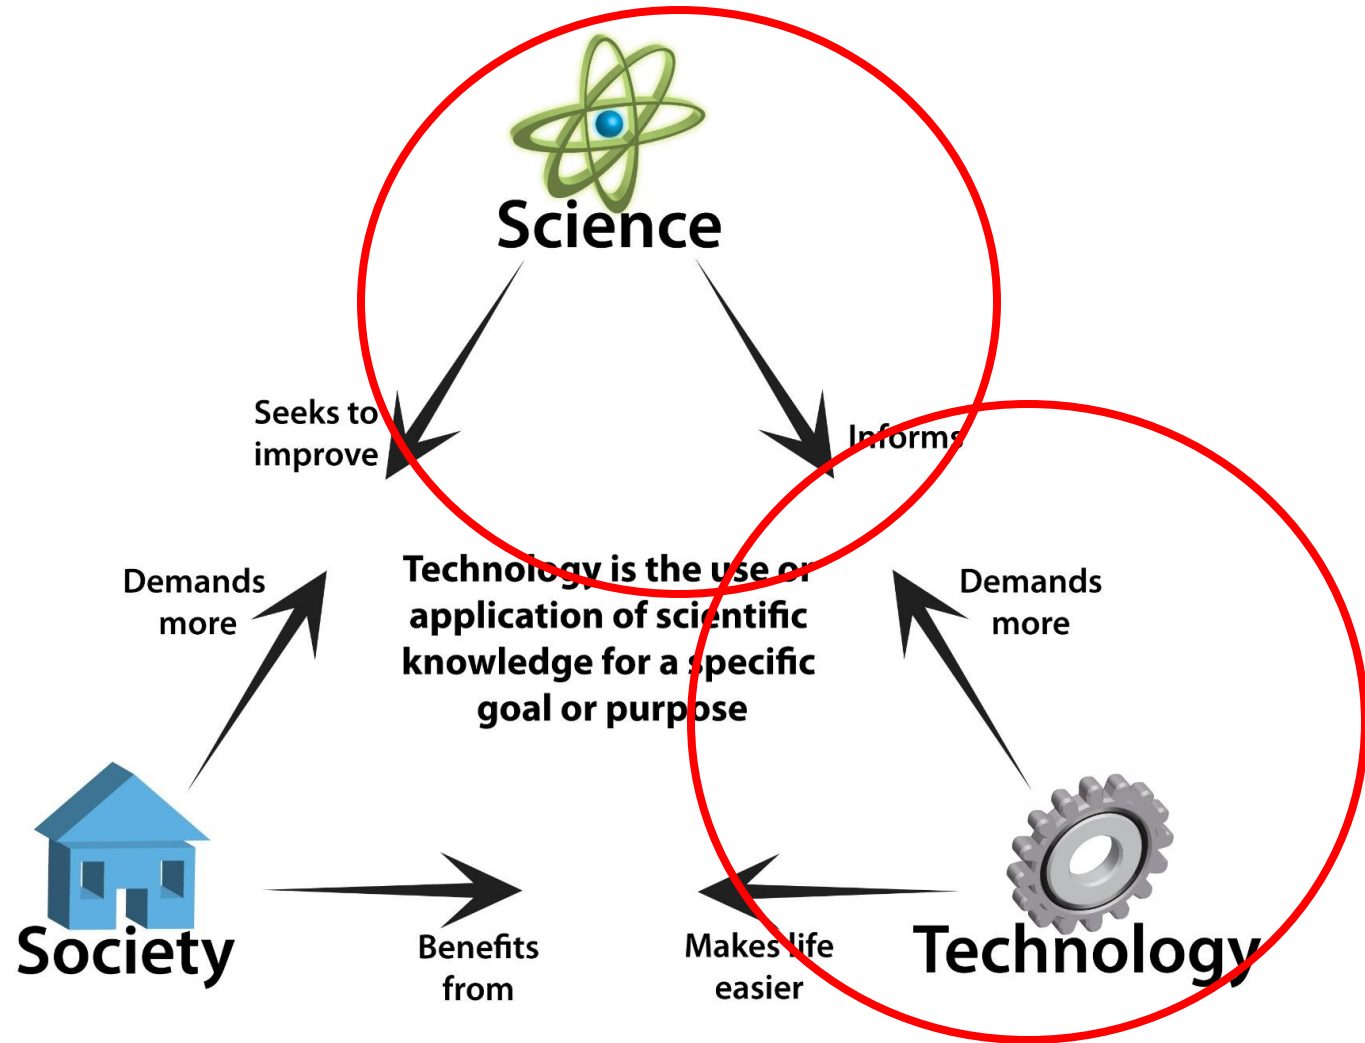 Science
Seeks to
improve
Informs
Demands
more
Technology is the use or
application of scientific
knowledge for a specific
goal or purpose
Demands
more
Society
Benefits
from
Makes life
easier
Technology